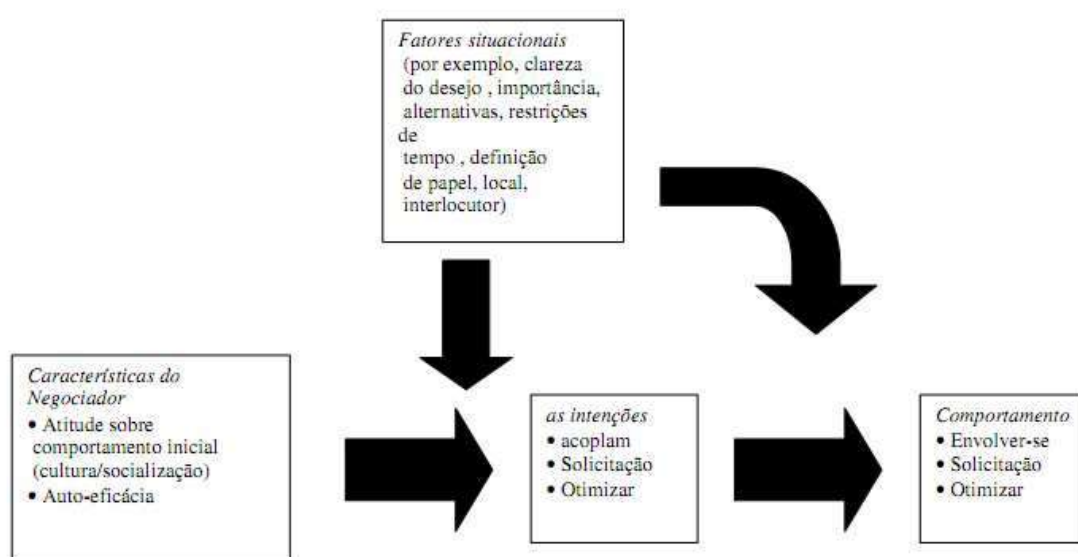 Fatores situacionais
(por exemplo, clareza
do desejo , importância,
alternativas, restrições
de
tempo , definição
de papel, local,
interlocutor)
Características do
Negociador
• Atitude sobre
comportamento inicial
(cultura/socialização)
• Auto-eficácia
as intenções
• acoplam
• Solicitação
• Otimizar
Comportamento
• Envolver-se
• Solicitação
• Otimizar